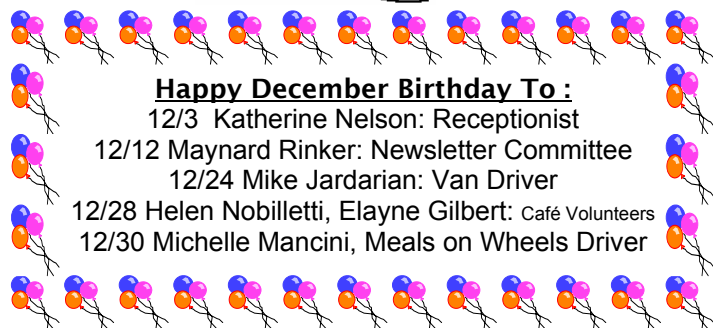 Happy December Birthday To :
12/3  Katherine Nelson: Receptionist
12/12 Maynard Rinker: Newsletter Committee
12/24 Mike Jardarian: Van Driver
12/28 Helen Nobilletti, Elayne Gilbert: Café Volunteers
12/30 Michelle Mancini, Meals on Wheels Driver